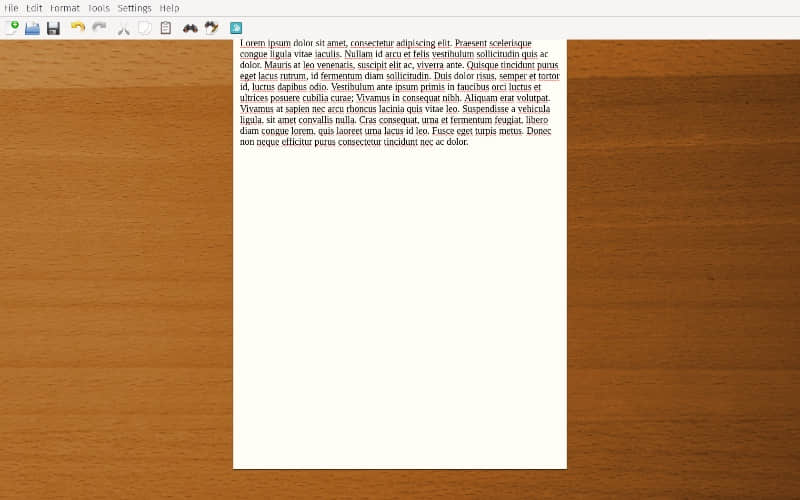 File Edit Format Tools Settings Help
Lorem ipsum dolor sit amet, consectetur adipiscing elit. Praesent scelerisque
congue ligula vitae iaculis. Nullam id arcu et felis vestibulum sollicitudin quis ac
dolor. Mauris at leo venenatis, suscipit elit ac, viverra ante. Quisque tincidunt purus
eget lacus rutrum, id fermentum diam sollicitudin. Duis dolor risus, semper et tortor
id, luctus dapibus odio. Vestibulum ante ipsum primis in faucibus orci luctus et
ultrices posuere cubilia curae; Vivamus in consequat nibh. Aliquam erat volutpat.
Vivamus at sapien nec arcu rhoncus lacinia quis vitae leo. Suspendisse a vehicula
ligula, sit amet convallis nulla. Cras consequat, urna et fermentum feugiat, libero
diam congue lorem, quis laoreet urna lacus id leo. Fusce eget turpis metus. Donec
non neque efficitur purus consectetur tincidunt nec ac dolor.